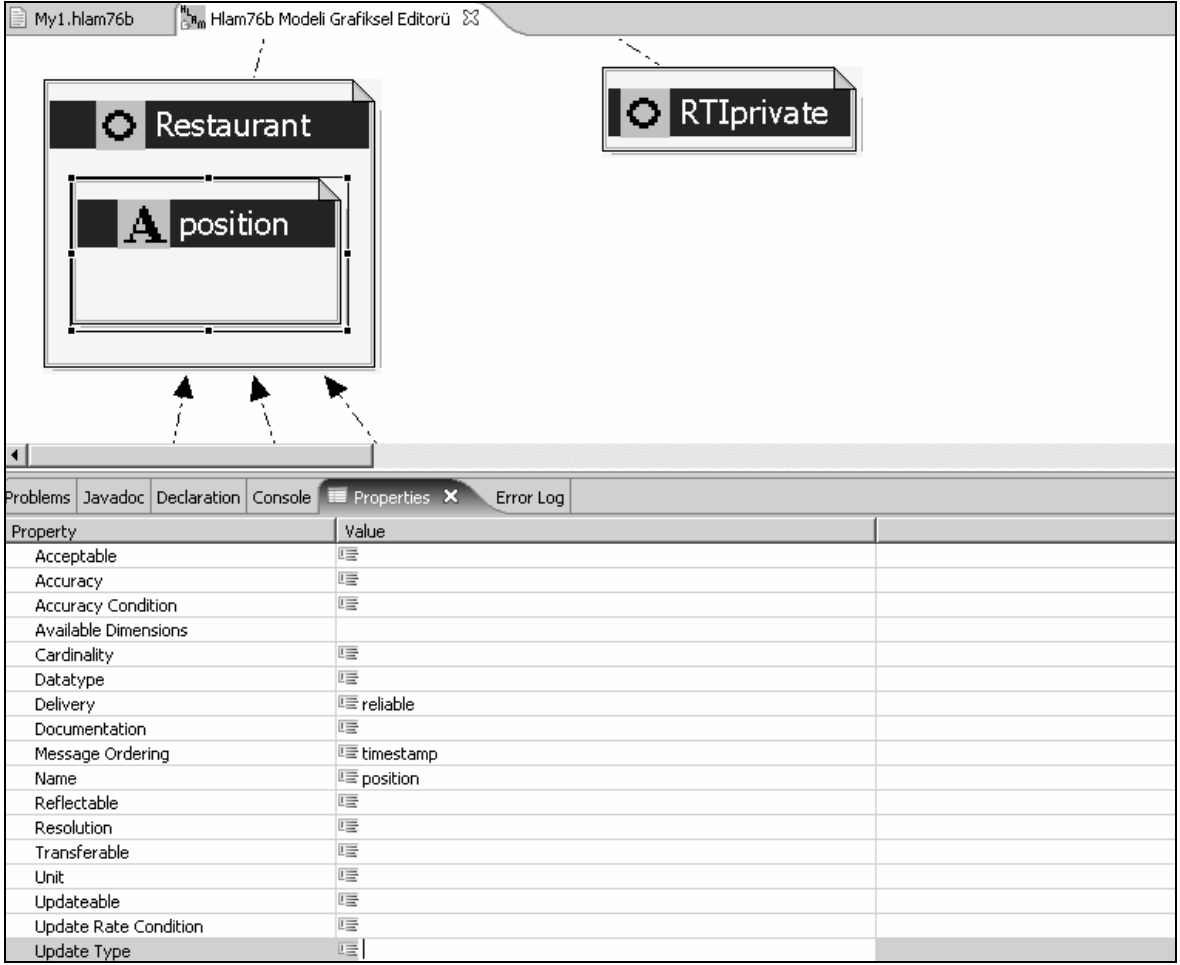 My1.hlam76b Hlam76b Modeli Grafiksel Editorü
Restaurant
RTIprivate
A position
Problems Javadoc Declaration Console Properties Error Log
Property Value
Acceptable
Accuracy
Accuracy Condition
Available Dimensions
Cardinality
Datatype
Delivery reliable
Documentation
Message Ordering timestamp
Name position
Reflectable
Resolution
Transferable
Unit
Updateable
Update Rate Condition
Update Type